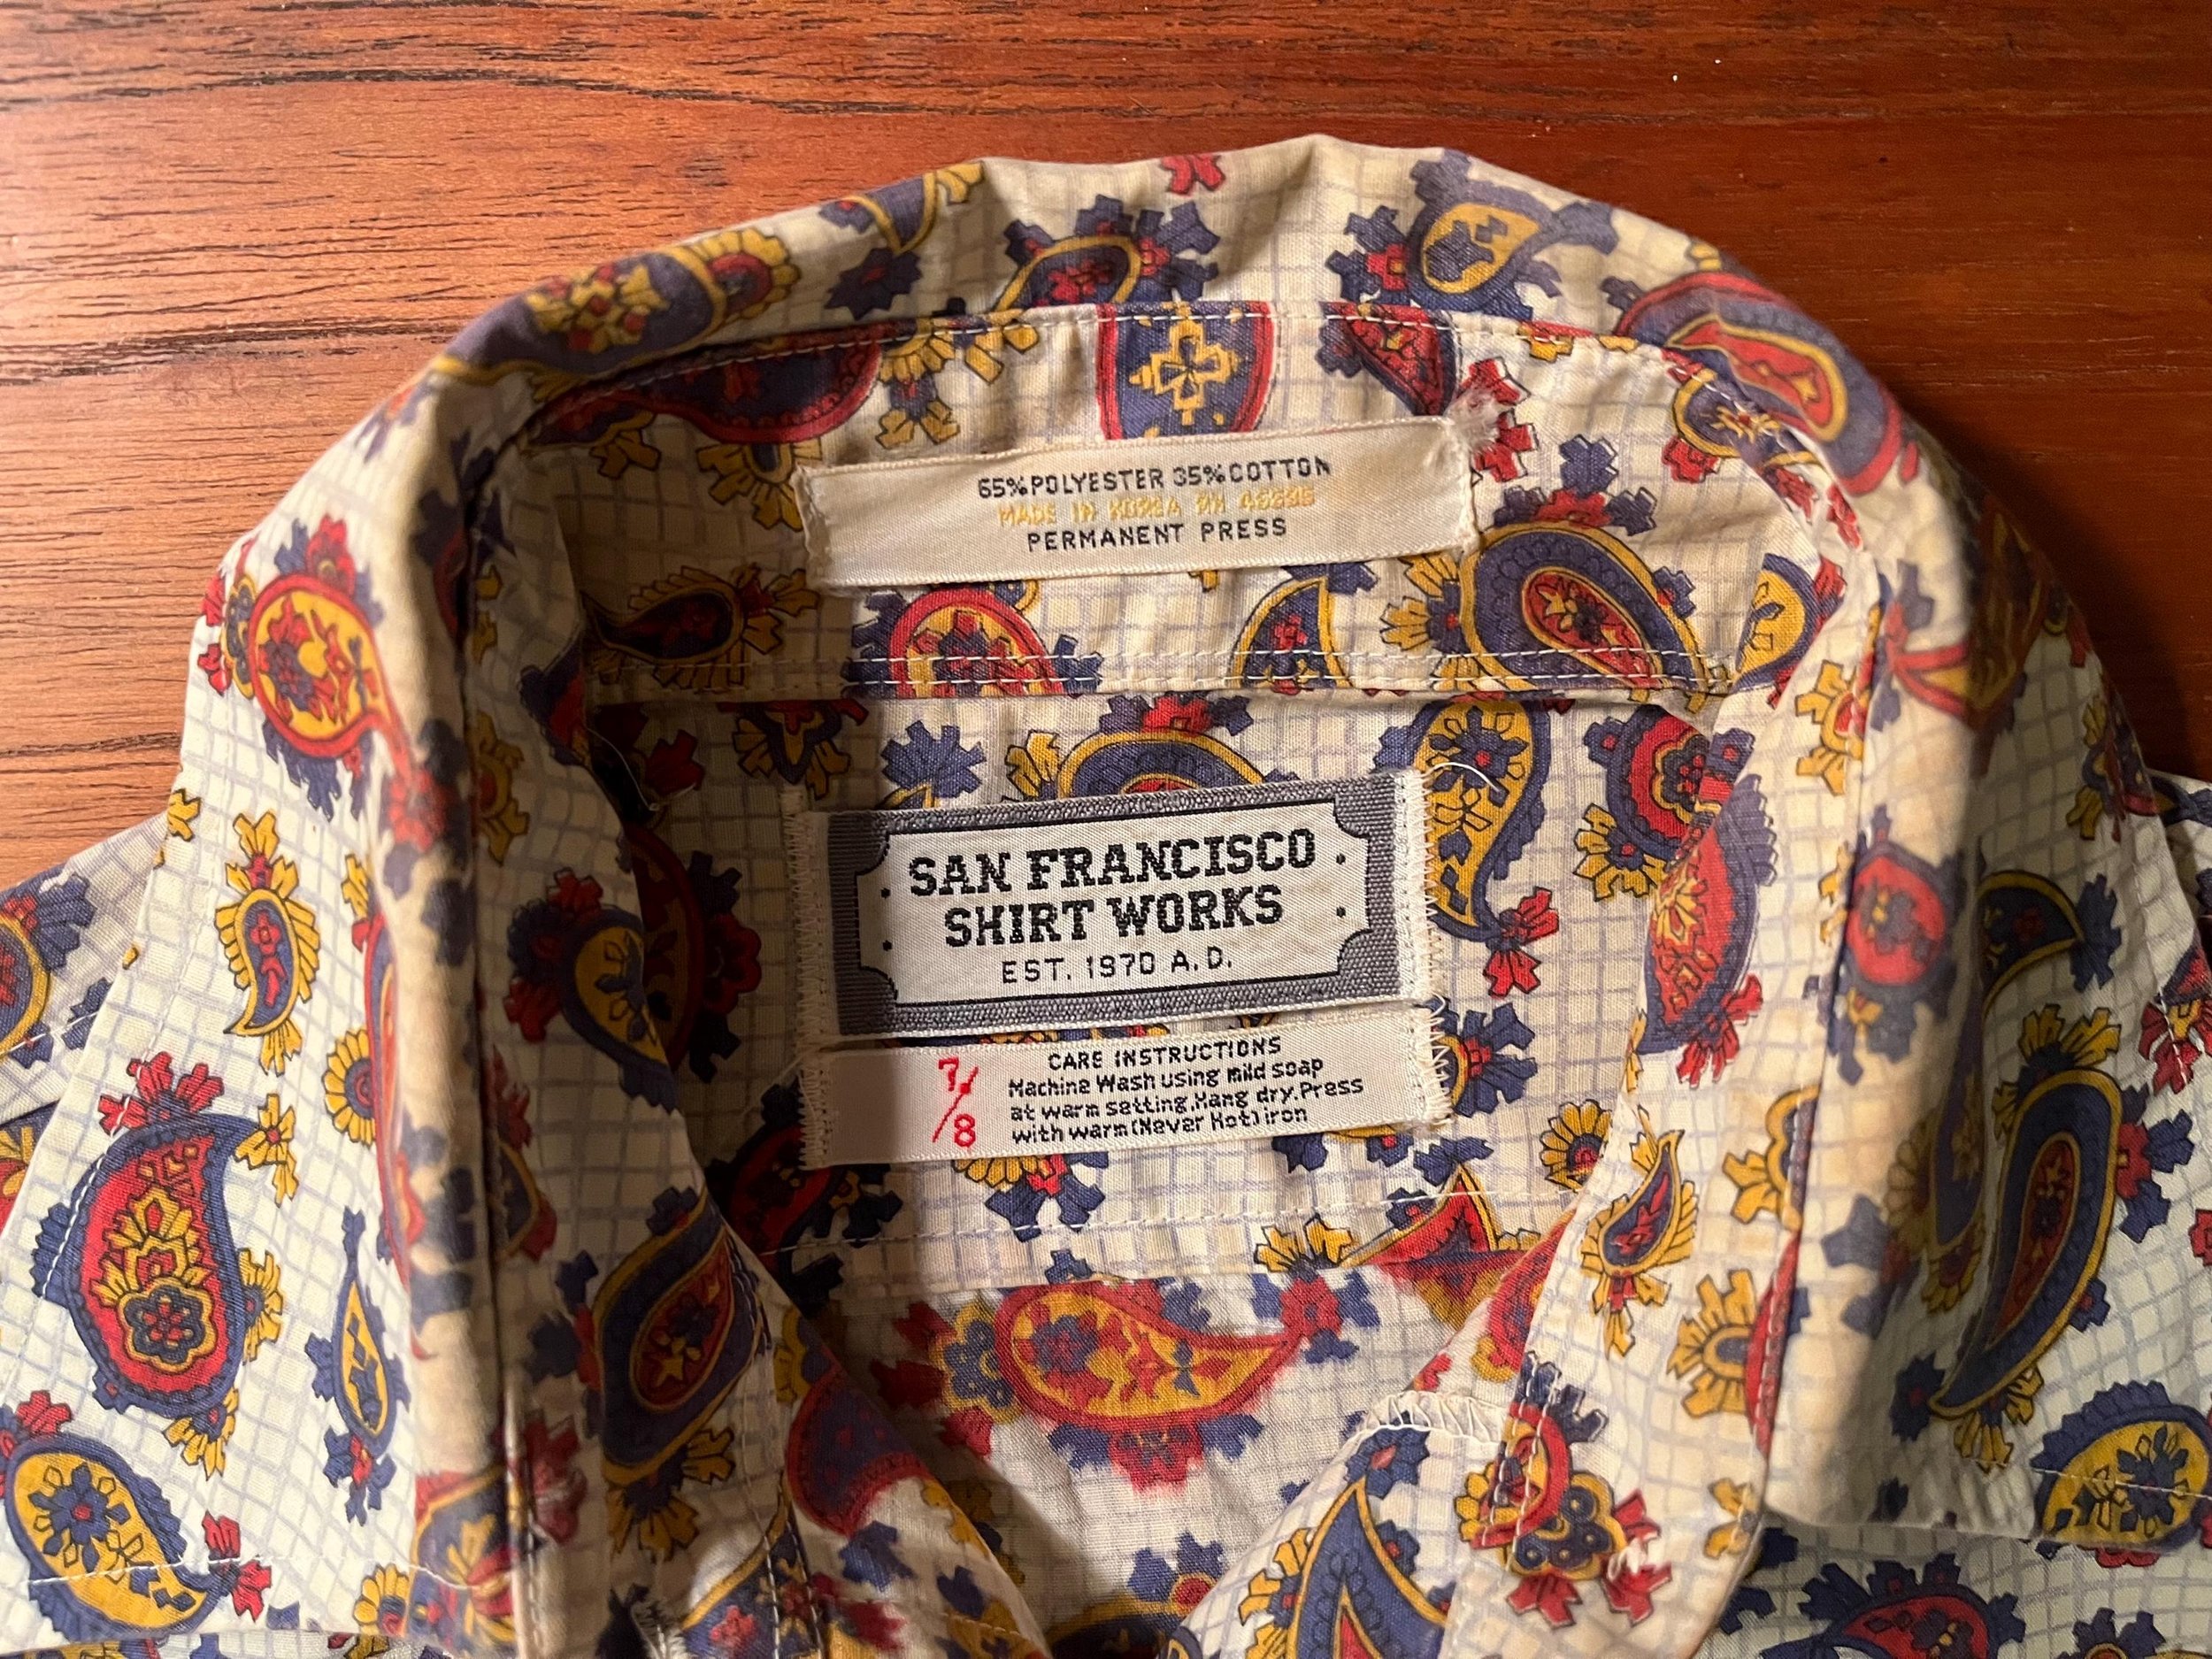 65% POLYESTER 35% COTTON
MADE IN KOREA RN
PERMANENT PRESS
SAN FRANCISCO
SHIRT WORKS
EST. 1970 A.D.
7/8
CARE INSTRUCTIONS
Machine Wash using mild soap
at warm setting. Hang dry. Press
with warm (Never Hot) iron